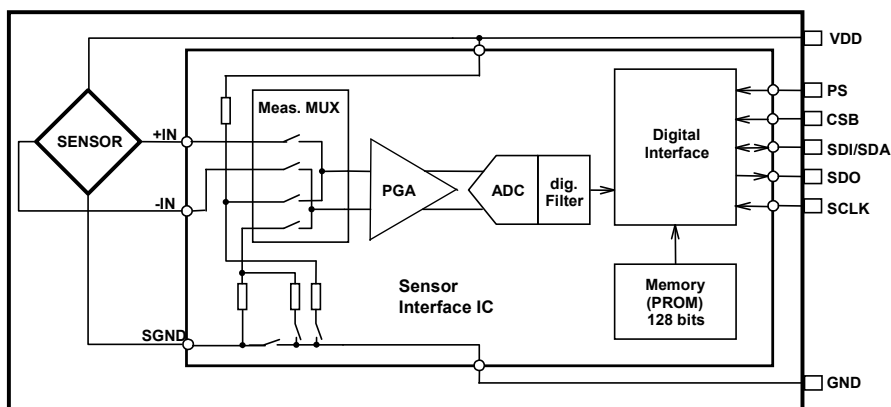 VDD
Meas. MUX
PS
SENSOR
+IN
CSB
Digital
Interface
SDI/SDA
PGA
ADC
dig.
Filter
SDO
-IN
SCLK
Sensor
Interface IC
Memory
(PROM)
128 bits
SGND
GND